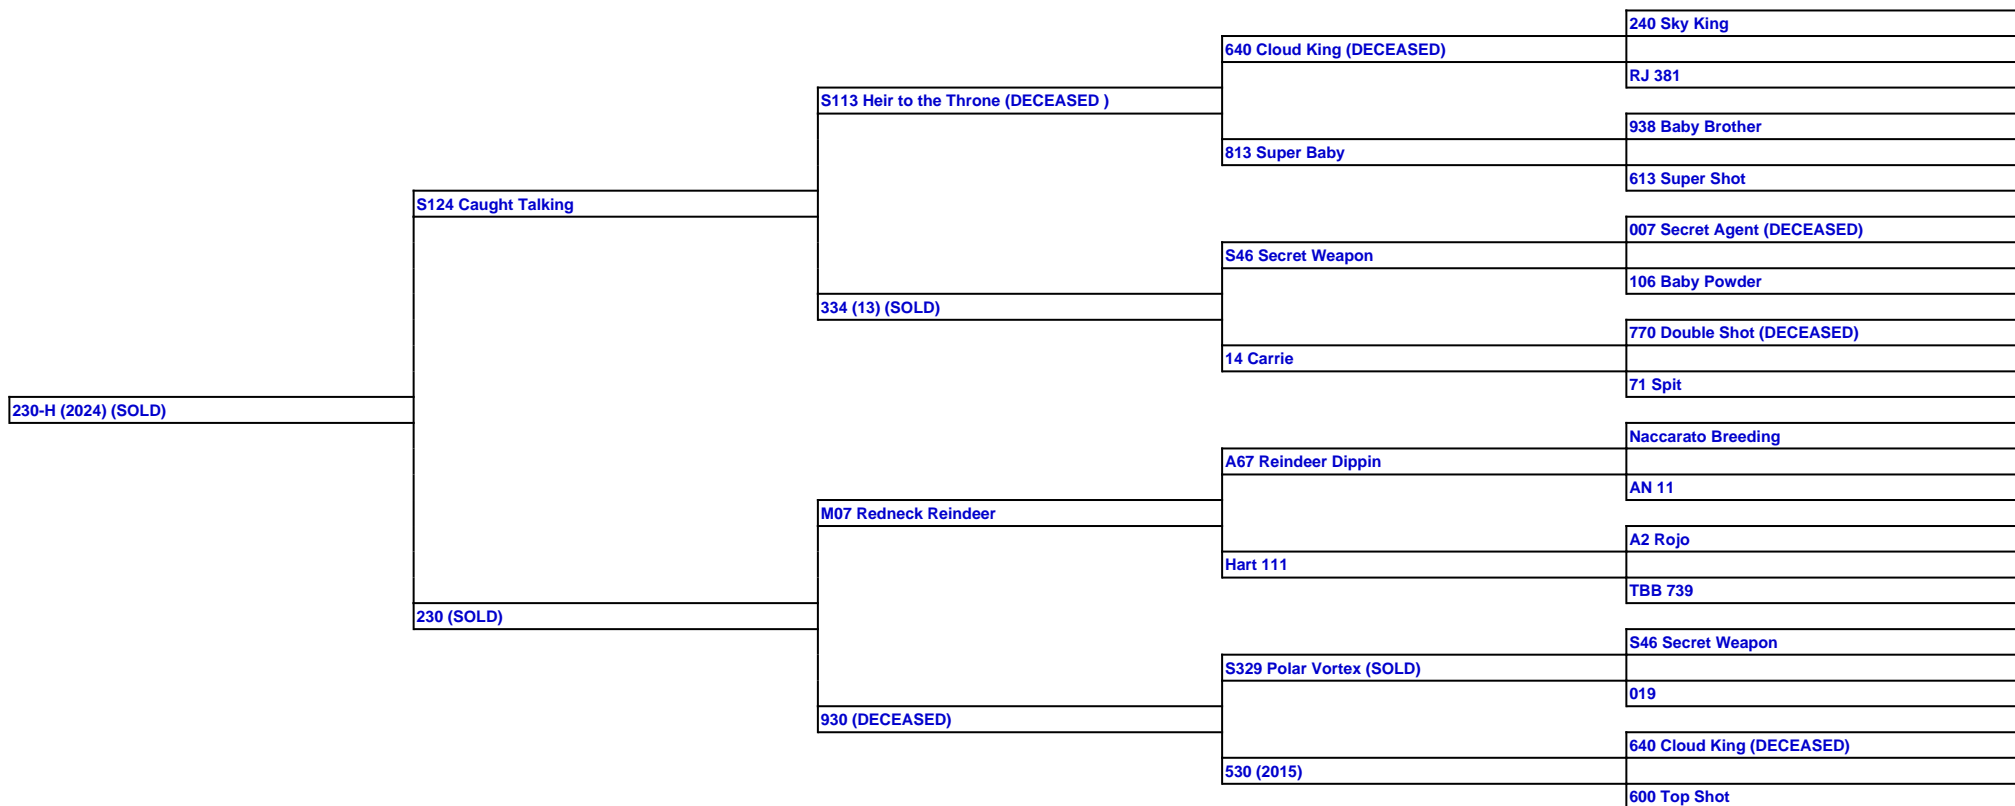 240 Sky King
640 Cloud King (DECEASED)
RJ 381
S113 Heir to the Throne (DECEASED )
938 Baby Brother
813 Super Baby
613 Super Shot
S124 Caught Talking
007 Secret Agent (DECEASED)
S46 Secret Weapon
106 Baby Powder
334 (13) (SOLD)
770 Double Shot (DECEASED)
14 Carrie
71 Spit
230-H (2024) (SOLD)
Naccarato Breeding
A67 Reindeer Dippin
AN 11
M07 Redneck Reindeer
A2 Rojo
Hart 111
TBB 739
230 (SOLD)
S46 Secret Weapon
S329 Polar Vortex (SOLD)
019
930 (DECEASED)
640 Cloud King (DECEASED)
530 (2015)
600 Top Shot